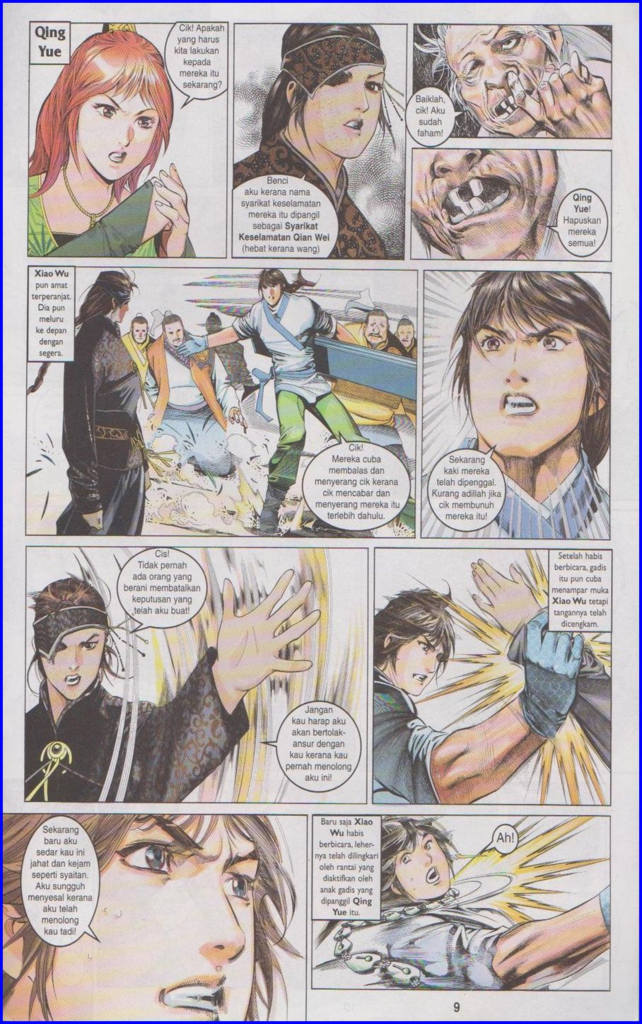 Qing
Yue
Cik! Apakah
yang harus
kita lakukan
kepada
mereka itu
sekarang?
Benci
aku kerana nama
syarikat keselamatan
mereka itu dipangil
sebagai Syarikat
Keselamatan Qian Wei
(hebat kerana wang)
Baiklah,
cik! Aku
sudah
faham!
Qing
Yue!
Hapuskan
mereka
semua!
Xiao Wu
pun amat
terperanjat.
Dia pun
meluru
ke depan
dengan
segera.
Cik!
Mereka cuba
membalas dan
menyerang cik kerana
cik mencabar dan
menyerang mereka itu
terlebih dahulu.
Sekarang
kaki mereka
telah dipenggal.
Kurang adillah jika
cik membunuh
mereka itu!
Cis!
Tidak pernah
ada orang yang
berani membatalkan
keputusan yang
telah aku buat!
Jangan
kau harap aku
akan bertolak-
ansur dengan
kau kerana kau
pernah menolong
aku ini!
Setelah habis
berbicara, gadis
itu pun cuba
menampar muka
Xiao Wu tetapi
tangannya telah
dicengkam.
Sekarang
baru aku
sedar kau ini
jahat dan kejam
seperti syaitan.
Aku sungguh
menyesal kerana
aku telah
menolong
kau tadi!
Baru saja Xiao
Wu habis
berbicara, leher-
nya telah dilingkari
oleh rantai yang
diaktifkan oleh
anak gadis yang
dipanggil Qing
Yue itu.
Ah!
9